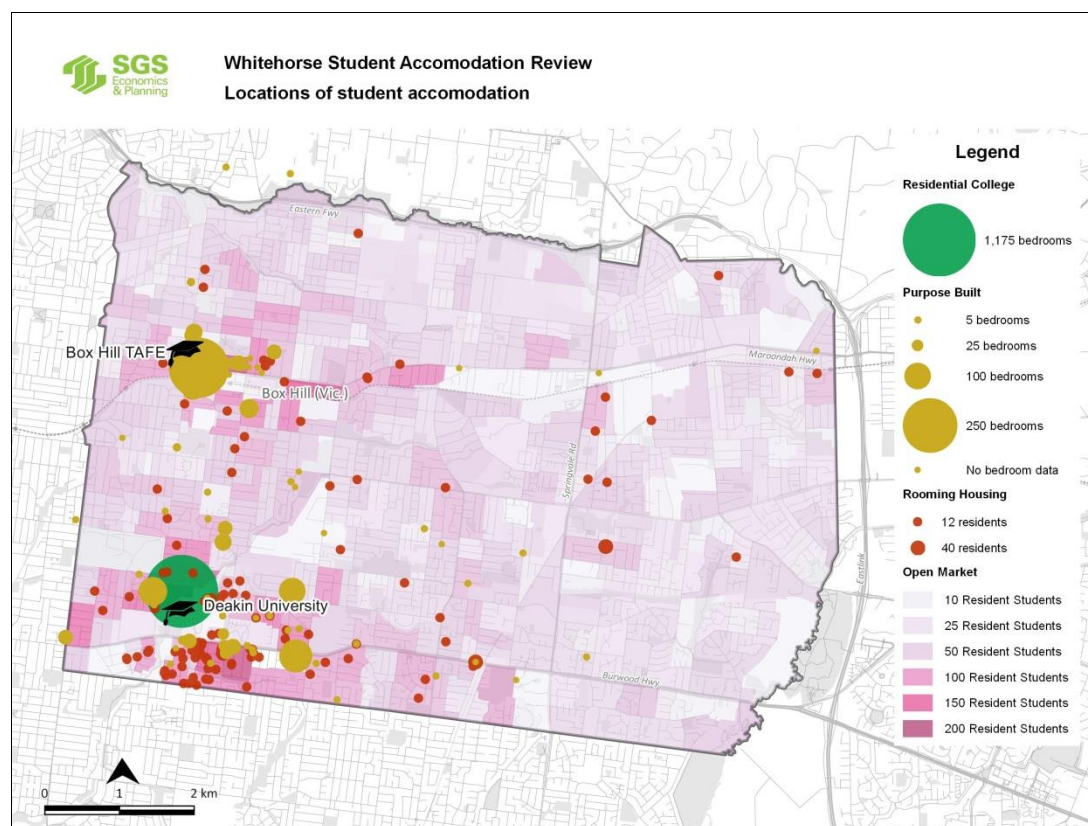 SGS
Economics
& Planning
Whitehorse Student Accomodation Review
Locations of student accomodation
Eastern Fwy
Box Hill TAFE
Box Hill (Vic.)
Maroondah Hwy
Springvale Rd
Deakin University
Burwood Hwy
Eastlink
0 1 2 km
Legend
Residential College
1,175 bedrooms
Purpose Built
5 bedrooms
25 bedrooms
100 bedrooms
250 bedrooms
No bedroom data
Rooming Housing
12 residents
40 residents
Open Market
10 Resident Students
25 Resident Students
50 Resident Students
100 Resident Students
150 Resident Students
200 Resident Students